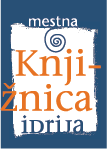 mestna
Knji-
žnica
idrija